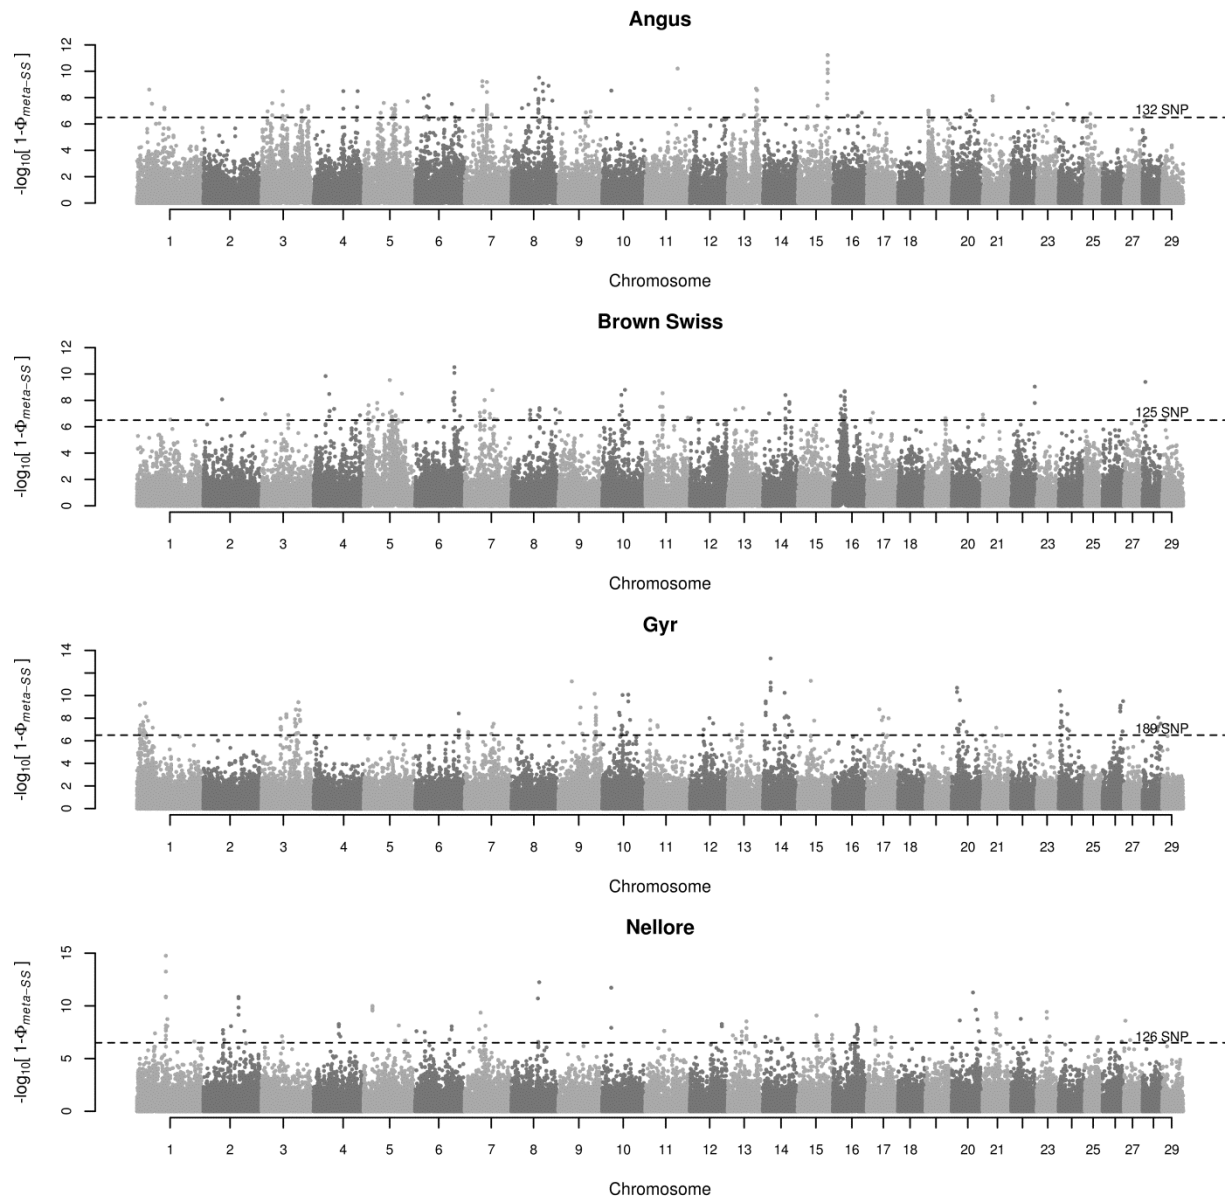 Angus
-log10[ 1-Φmeta-SS ]
12
10
8
6
4
2
0
132 SNP
1 2 3 4 5 6 7 8 9 10 11 12 13 14 15 16 17 18 20 21 23 25 27 29
Chromosome
Brown Swiss
-log10[ 1-Φmeta-SS ]
12
10
8
6
4
2
0
125 SNP
1 2 3 4 5 6 7 8 9 10 11 12 13 14 15 16 17 18 20 21 23 25 27 29
Chromosome
Gyr
-log10[ 1-Φmeta-SS ]
14
10
8
6
4
2
0
189 SNP
1 2 3 4 5 6 7 8 9 10 11 12 13 14 15 16 17 18 20 21 23 25 27 29
Chromosome
Nellore
-log10[ 1-Φmeta-SS ]
15
10
5
0
126 SNP
1 2 3 4 5 6 7 8 9 10 11 12 13 14 15 16 17 18 20 21 23 25 27 29
Chromosome